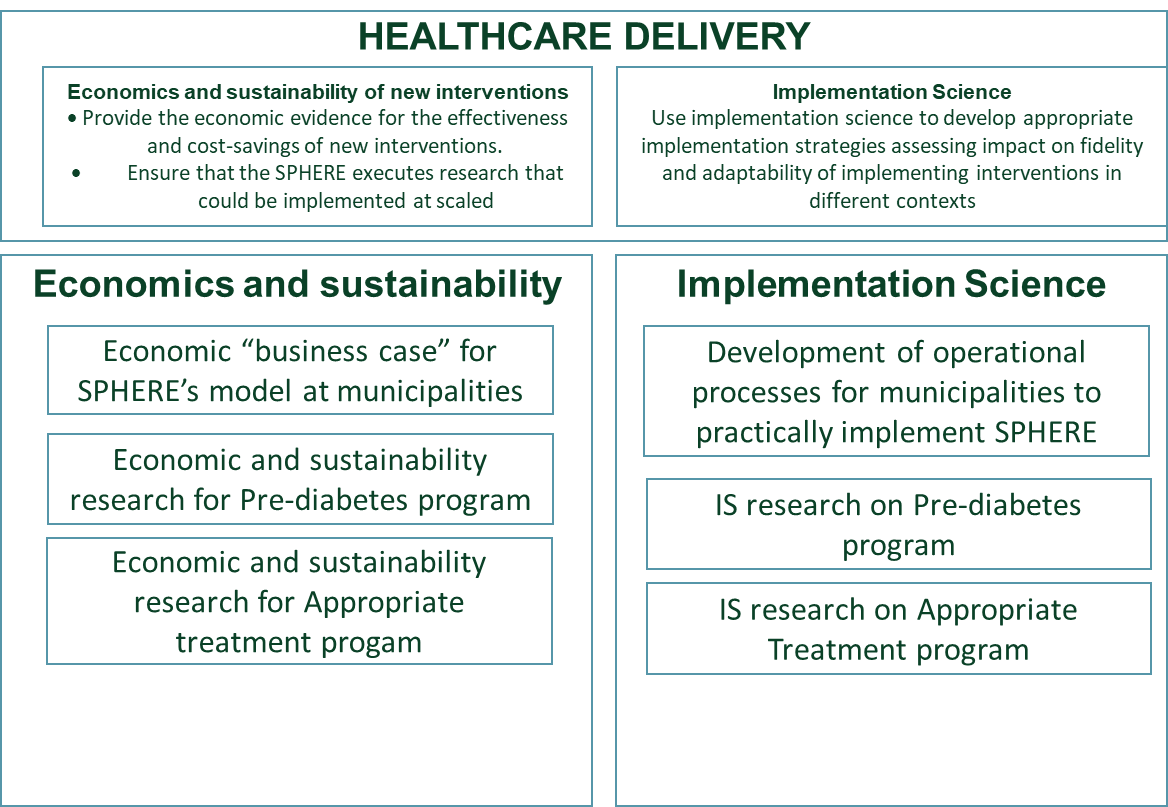 HEALTHCARE DELIVERY
Economics and sustainability of new interventions
• Provide the economic evidence for the effectiveness
and cost-savings of new interventions.
• Ensure that the SPHERE executes research that
could be implemented at scaled
Implementation Science
Use implementation science to develop appropriate
implementation strategies assessing impact on fidelity
and adaptability of implementing interventions in
different contexts
Economics and sustainability
Economic “business case” for
SPHERE’s model at municipalities
Economic and sustainability
research for Pre-diabetes program
Economic and sustainability
research for Appropriate
treatment progam
Implementation Science
Development of operational
processes for municipalities to
practically implement SPHERE
IS research on Pre-diabetes
program
IS research on Appropriate
Treatment program